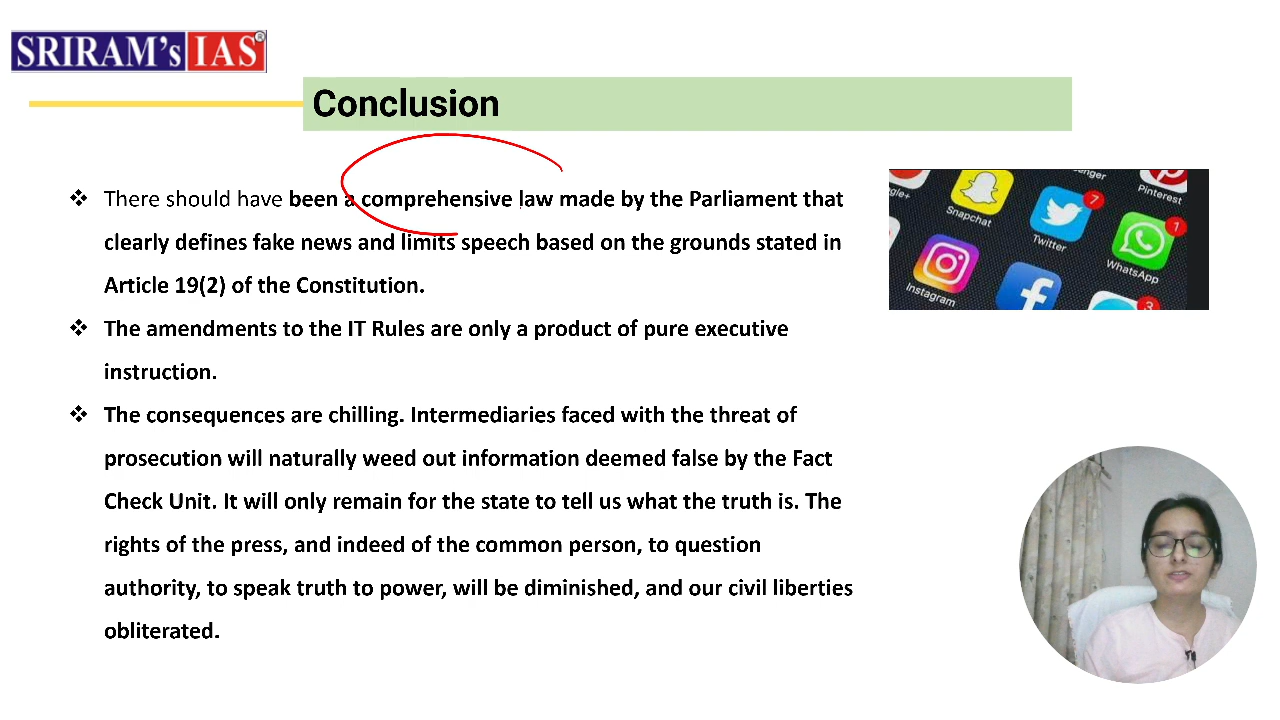 SRIRAM's IAS®
Conclusion
❖ There should have been a comprehensive law made by the Parliament that
clearly defines fake news and limits speech based on the grounds stated in
Article 19(2) of the Constitution.
❖ The amendments to the IT Rules are only a product of pure executive
instruction.
❖ The consequences are chilling. Intermediaries faced with the threat of
prosecution will naturally weed out information deemed false by the Fact
Check Unit. It will only remain for the state to tell us what the truth is. The
rights of the press, and indeed of the common person, to question
authority, to speak truth to power, will be diminished, and our civil liberties
obliterated.
Pinterest
Snapchat
7
Twitter
1
WhatsApp
Instagram
3